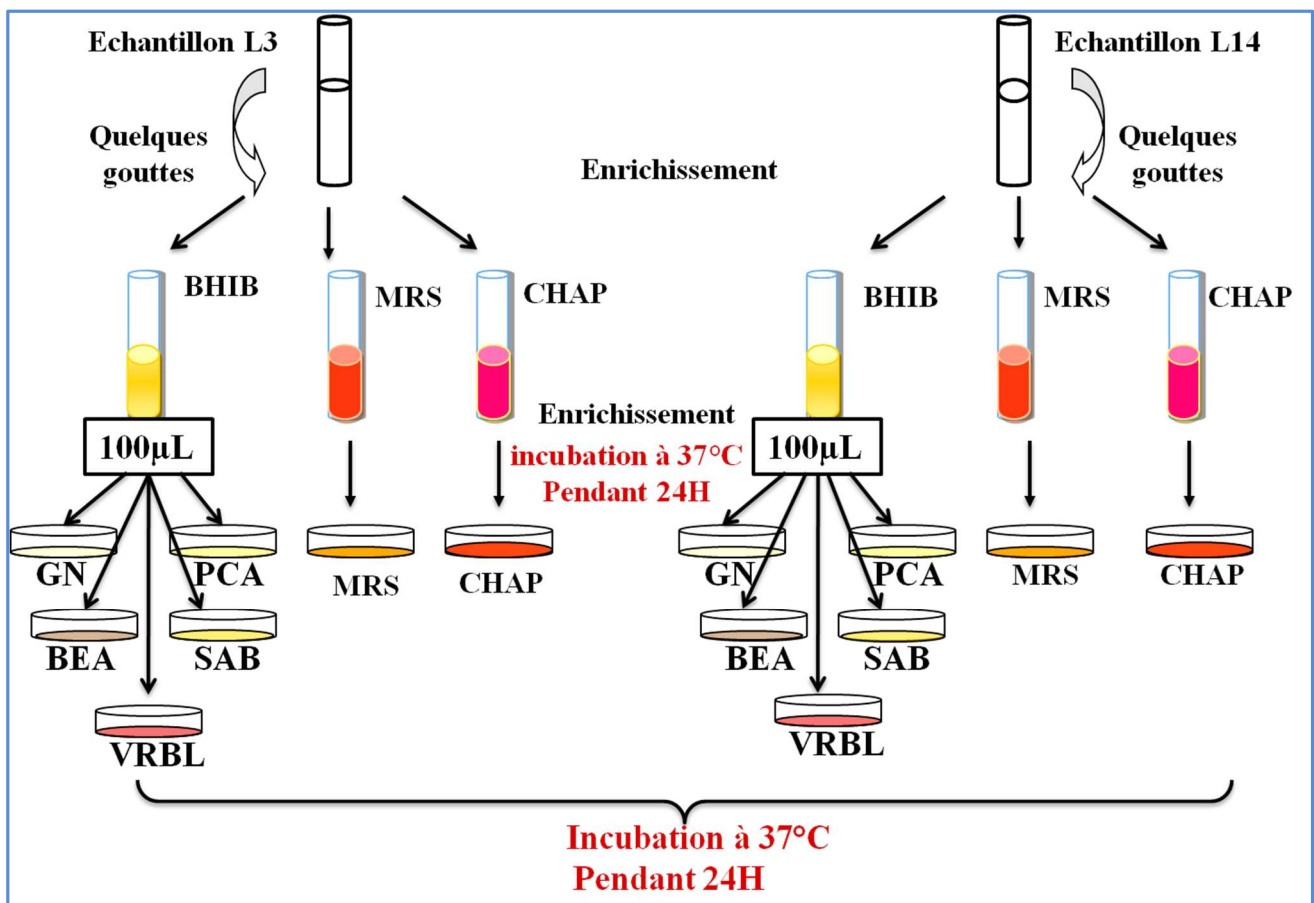 Echantillon L3
Echantillon L14
Quelques
gouttes
Enrichissement
Quelques
gouttes
BHIB
MRS
CHAP
BHIB
MRS
CHAP
Enrichissement
incubation à 37°C
Pendant 24H
100µL
100µL
GN
PCA
MRS
CHAP
GN
PCA
MRS
CHAP
BEA
SAB
BEA
SAB
VRBL
VRBL
Incubation à 37°C
Pendant 24H